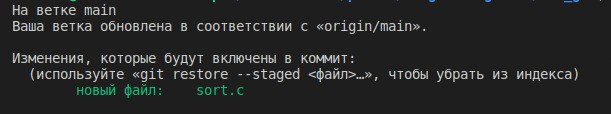 На ветке main
Ваша ветка обновлена в соответствии с «origin/main».
Изменения, которые будут включены в коммит:
(используйте «git restore --staged <файл>…», чтобы убрать из индекса)
новый файл: sort.c